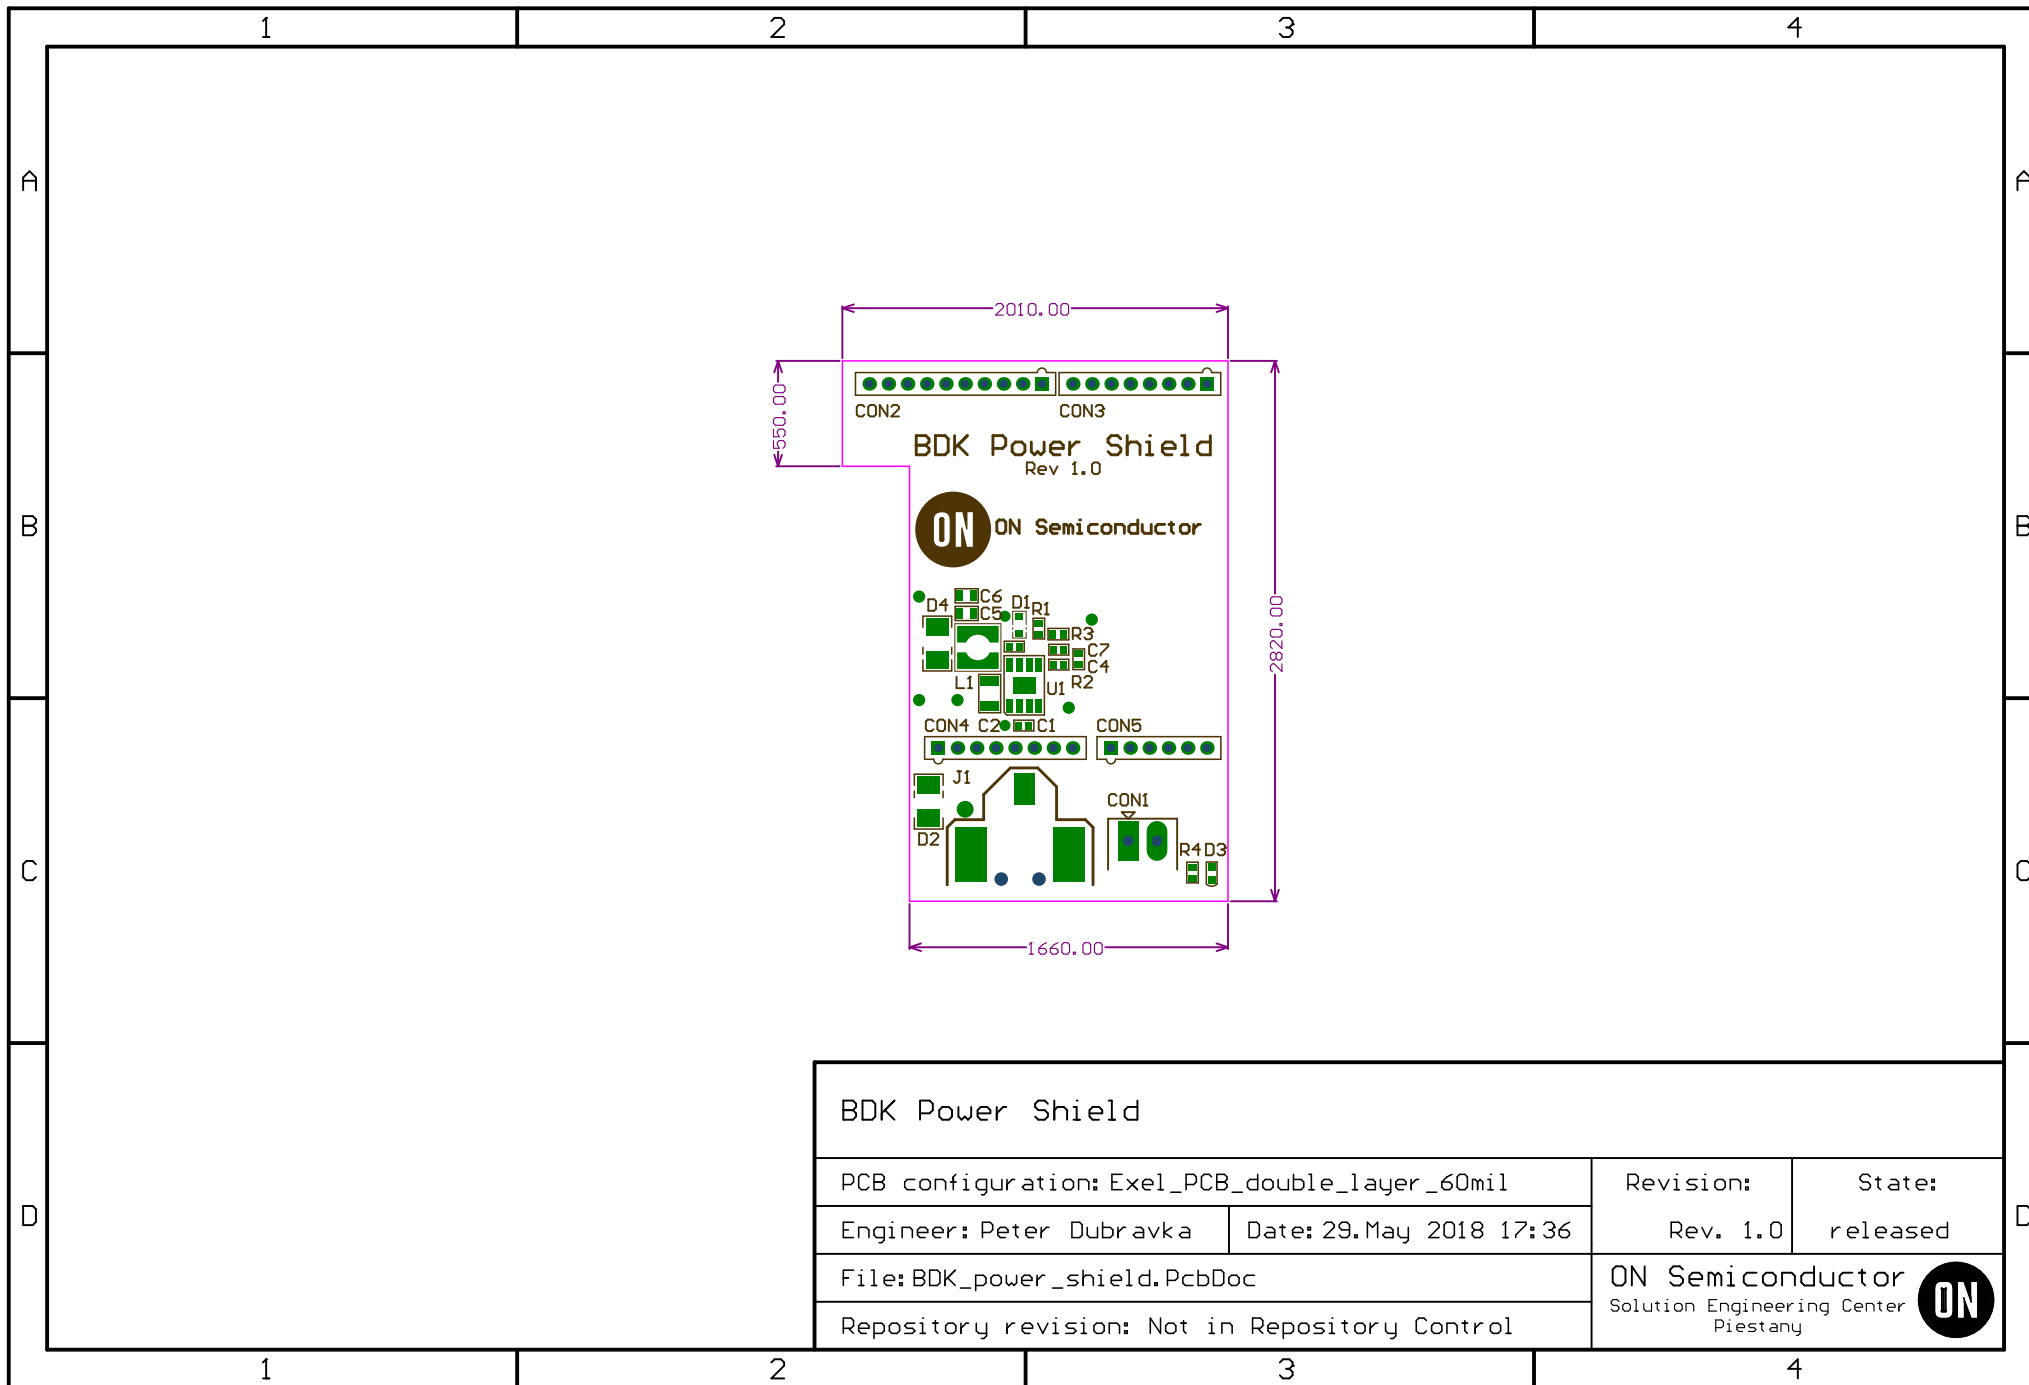 1 2 3 4
A A
2010.00
550.00
CON2 CON3
BDK Power Shield
Rev 1.0
B B
ON ON Semiconductor
2820.00
C6
D4 C5 D1 R1
R3
C7
C4
L1 U1 R2
CON4 C2 C1 CON5
J1
CON1
D2
R4 D3
C C
1660.00
BDK Power Shield
PCB configuration: Exel_PCB_double_layer_60mil Revision: State:
D D
Engineer: Peter Dubravka Date: 29.May 2018 17:36 Rev. 1.0 released
File: BDK_power_shield.PcbDoc
ON Semiconductor ON
Solution Engineering Center
Piestany
Repository revision: Not in Repository Control
1 2 3 4